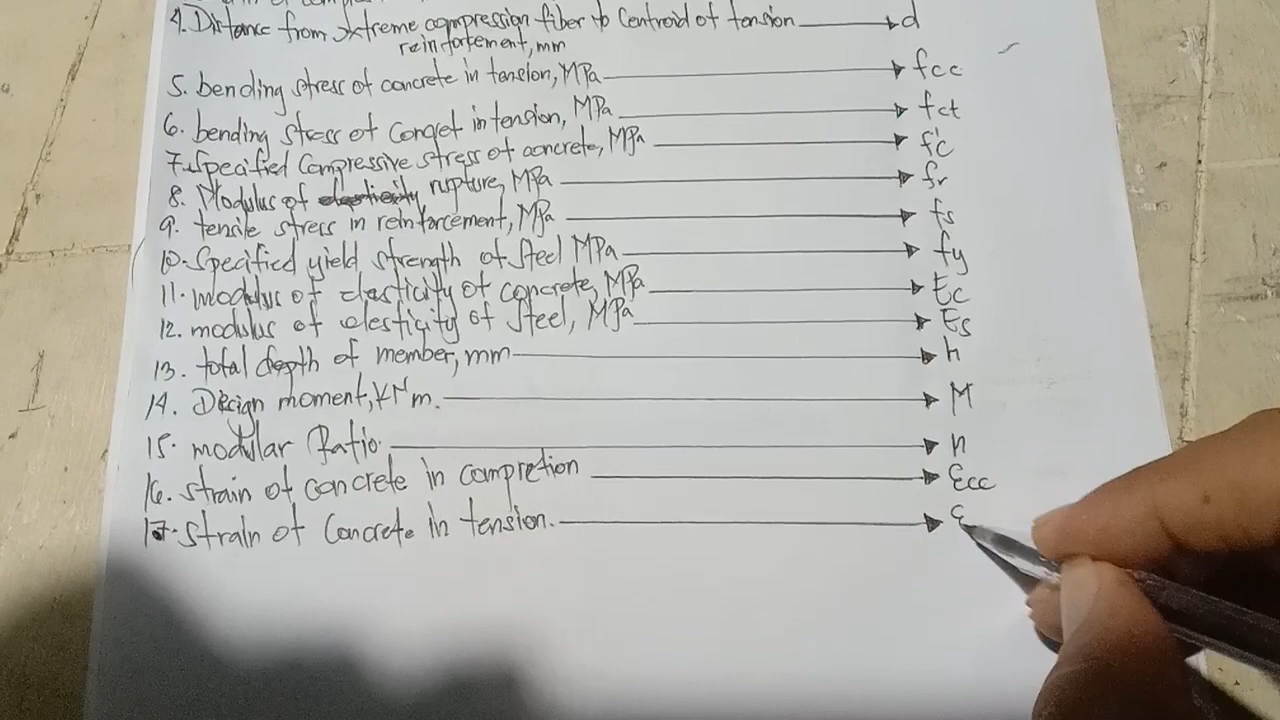 4. Distance from extreme compression fiber to Centroid of tension d
reinforcement, mm
5. bending stress of concrete in tension, MPa fcc
6. bending stress of in tension, MPa fct
7. Specified Compressive stress of concrete, MPa f'c
8. Modulus of elasticity rupture, MPa fr
9. tensile stress in reinforcement, MPa fs
10. Specified yield strength of steel MPa fy
11. modulus of elasticity of concrete, MPa Ec
12. modulus of elesticity of Steel, MPa Es
13. total depth of member, mm h
14. Design moment, KN m. M
15. modular Ratio. n
16. Strain of concrete in compretion εcc
17. Strain of Concrete in tension. ε